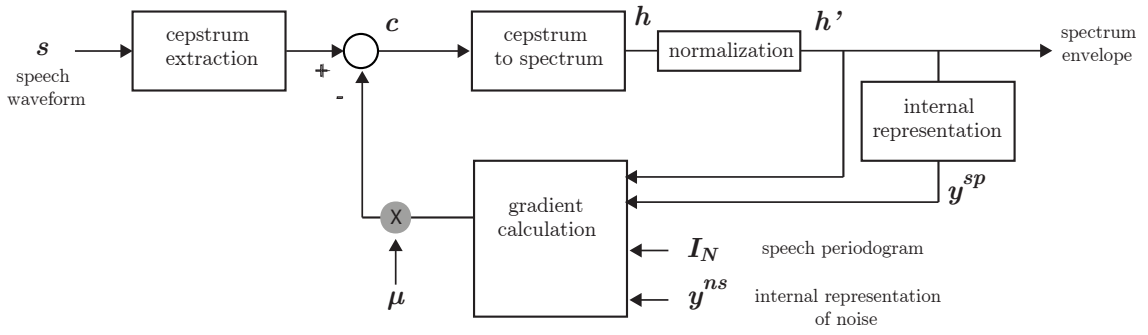 s
speech
waveform
cepstrum
extraction
+
-
c
cepstrum
to spectrum
h
normalization
h'
spectrum
envelope
internal
representation
y^{sp}
gradient
calculation
X
μ
I_N speech periodogram
y^{ns} internal representation
of noise